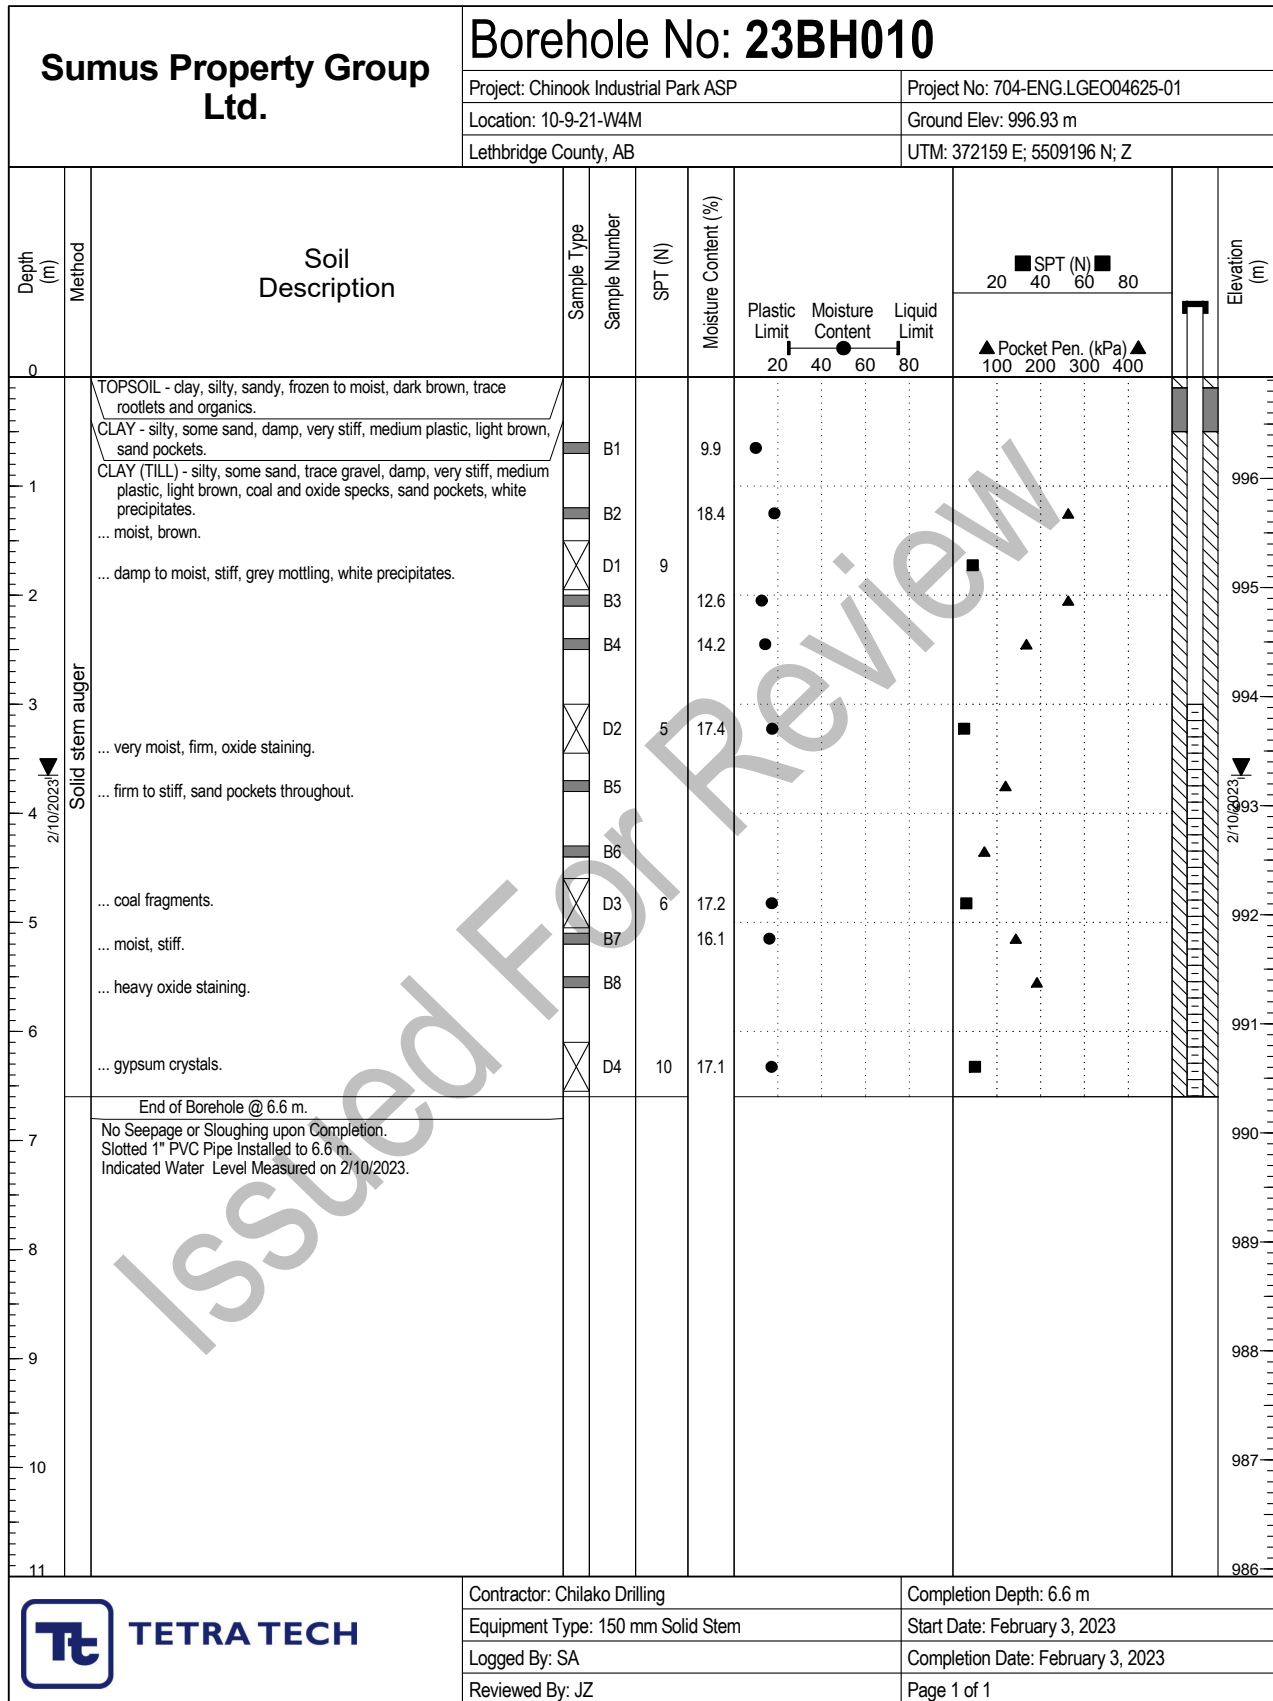 Sumus Property Group
Ltd.
Borehole No: 23BH010
Project: Chinook Industrial Park ASP
Project No: 704-ENG.LGEO04625-01
Location: 10-9-21-W4M
Ground Elev: 996.93 m
Lethbridge County, AB
UTM: 372159 E; 5509196 N; Z
Depth
(m)
Method
Soil
Description
Sample Type
Sample Number
SPT (N)
Moisture Content (%)
Plastic
Limit
Moisture
Content
Liquid
Limit
20 40 60 80
SPT (N)
20 40 60 80
Pocket Pen. (kPa)
100 200 300 400
Elevation
(m)
0
TOPSOIL - clay, silty, sandy, frozen to moist, dark brown, trace
rootlets and organics.
CLAY - silty, some sand, damp, very stiff, medium plastic, light brown,
sand pockets.
B1 9.9
CLAY (TILL) - silty, some sand, trace gravel, damp, very stiff, medium
plastic, light brown, coal and oxide specks, sand pockets, white
precipitates.
1
996
B2 18.4
... moist, brown.
D1 9
... damp to moist, stiff, grey mottling, white precipitates.
2
995
B3 12.6
B4 14.2
Solid stem auger
3
994
D2 5 17.4
... very moist, firm, oxide staining.
2/10/2023
2/10/2023
B5
... firm to stiff, sand pockets throughout.
4
993
B6
D3 6 17.2
... coal fragments.
5
992
B7 16.1
... moist, stiff.
B8
... heavy oxide staining.
6
991
D4 10 17.1
... gypsum crystals.
End of Borehole @ 6.6 m.
No Seepage or Sloughing upon Completion.
Slotted 1" PVC Pipe Installed to 6.6 m.
Indicated Water Level Measured on 2/10/2023.
7
990
8
989
9
988
10
987
11
986
Issued For Review
Tt TETRA TECH
Contractor: Chilako Drilling
Completion Depth: 6.6 m
Equipment Type: 150 mm Solid Stem
Start Date: February 3, 2023
Logged By: SA
Completion Date: February 3, 2023
Reviewed By: JZ
Page 1 of 1